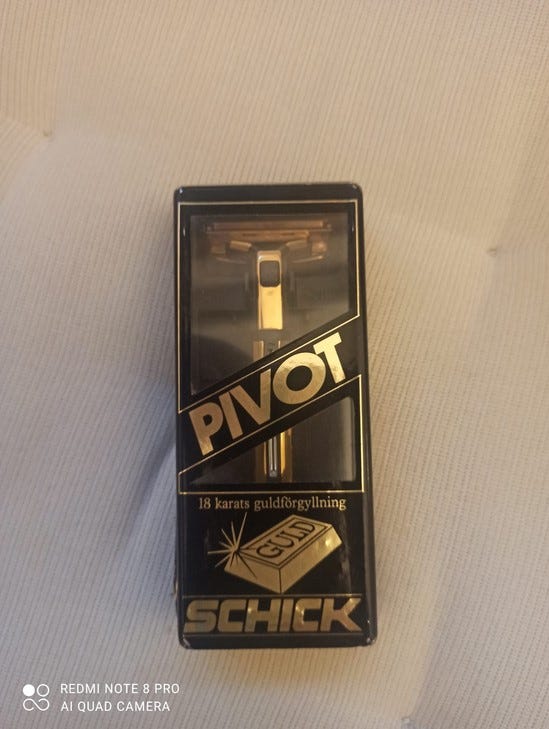 PIVOT
18 karats guldförgyllning
GULD
SCHICK
REDMI NOTE 8 PRO
AI QUAD CAMERA